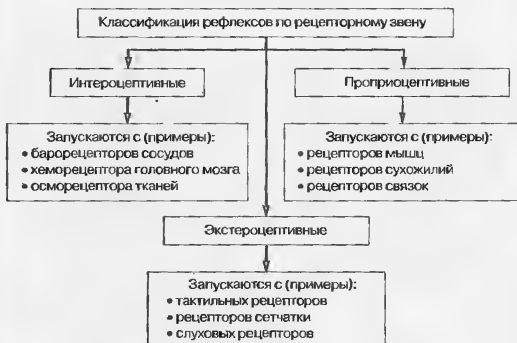 Классификация рефлексов по рецепторному звену
Интероцептивные
Проприоцептивные
Запускаются с (примеры):
• барорецепторов сосудов
• хеморецептора головного мозга
• осморецептора тканей
Запускаются с (примеры):
• рецепторов мышц
• рецепторов сухожилий
• рецепторов связок
Экстероцептивные
Запускаются с (примеры):
• тактильных рецепторов
• рецепторов сетчатки
• слуховых рецепторов